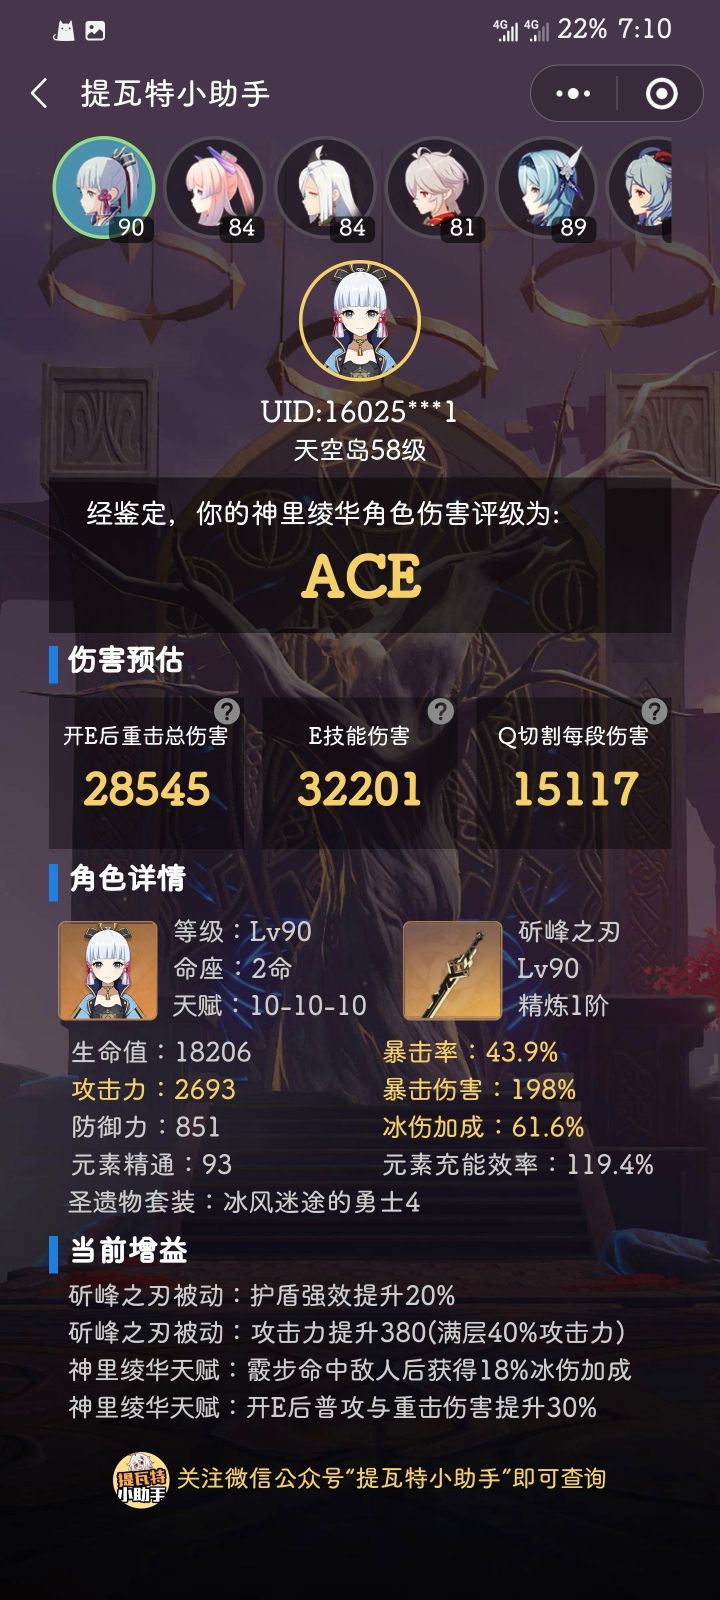 4G 4G 22% 7:10
提瓦特小助手
90 84 84 81 89
UID:16025***1
天空岛58级
经鉴定，你的神里绫华角色伤害评级为:
ACE
伤害预估
? ? ?
开E后重击总伤害 E技能伤害 Q切割每段伤害
28545 32201 15117
角色详情
等级：Lv90 斫峰之刃
命座：2命 Lv90
天赋：10-10-10 精炼1阶
生命值：18206 暴击率：43.9%
攻击力：2693 暴击伤害：198%
防御力：851 冰伤加成：61.6%
元素精通：93 元素充能效率：119.4%
圣遗物套装：冰风迷途的勇士4
当前增益
斫峰之刃被动：护盾强效提升20%
斫峰之刃被动：攻击力提升380(满层40%攻击力)
神里绫华天赋：霰步命中敌人后获得18%冰伤加成
神里绫华天赋：开E后普攻与重击伤害提升30%
提瓦特
小助手
关注微信公众号“提瓦特小助手”即可查询